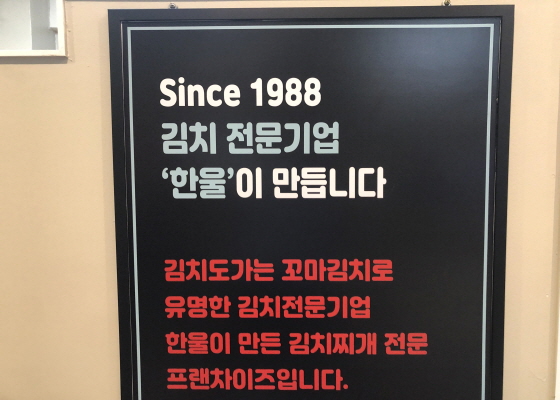 Since 1988
김치 전문기업
‘한울’이 만듭니다
김치도가는 꼬마김치로
유명한 김치전문기업
한울이 만든 김치찌개 전문
프랜차이즈입니다.